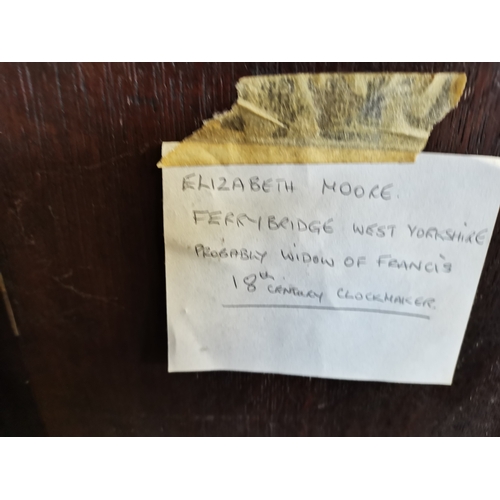 ELIZABETH MOORE.
FERRYBRIDGE WEST YORKSHIRE
PROBABLY WIDOW OF FRANCIS
18th CENTURY CLOCKMAKER.